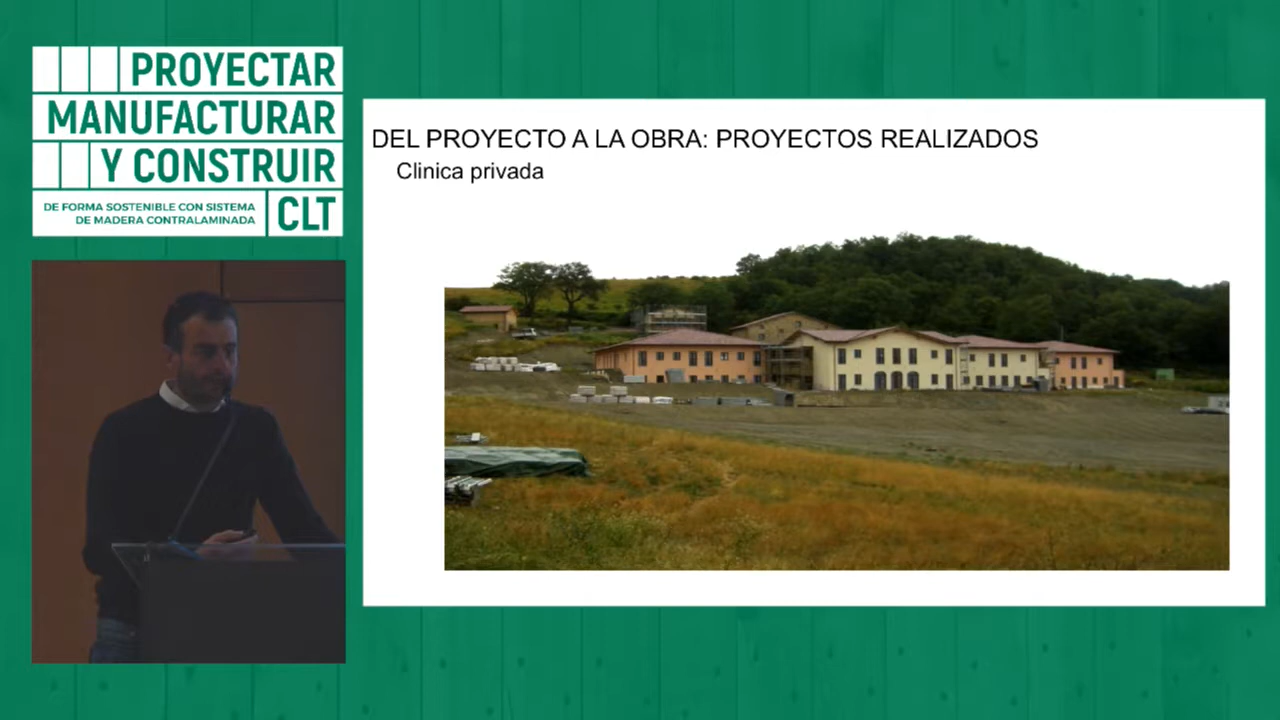 PROYECTAR
MANUFACTURAR
Y CONSTRUIR
DE FORMA SOSTENIBLE CON SISTEMA
DE MADERA CONTRALAMINADA
CLT
DEL PROYECTO A LA OBRA: PROYECTOS REALIZADOS
Clinica privada